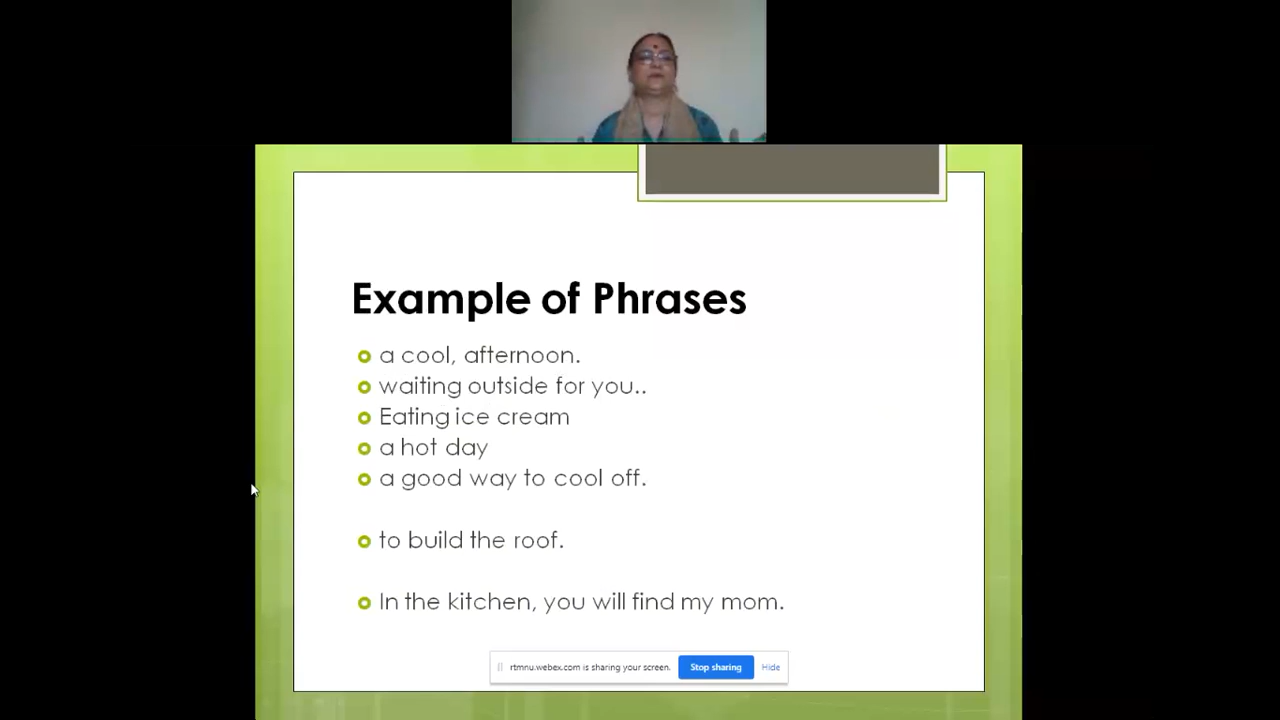 Example of Phrases
a cool, afternoon.
waiting outside for you..
Eating ice cream
a hot day
a good way to cool off.
to build the roof.
In the kitchen, you will find my mom.
rtmnu.webex.com is sharing your screen. Stop sharing Hide